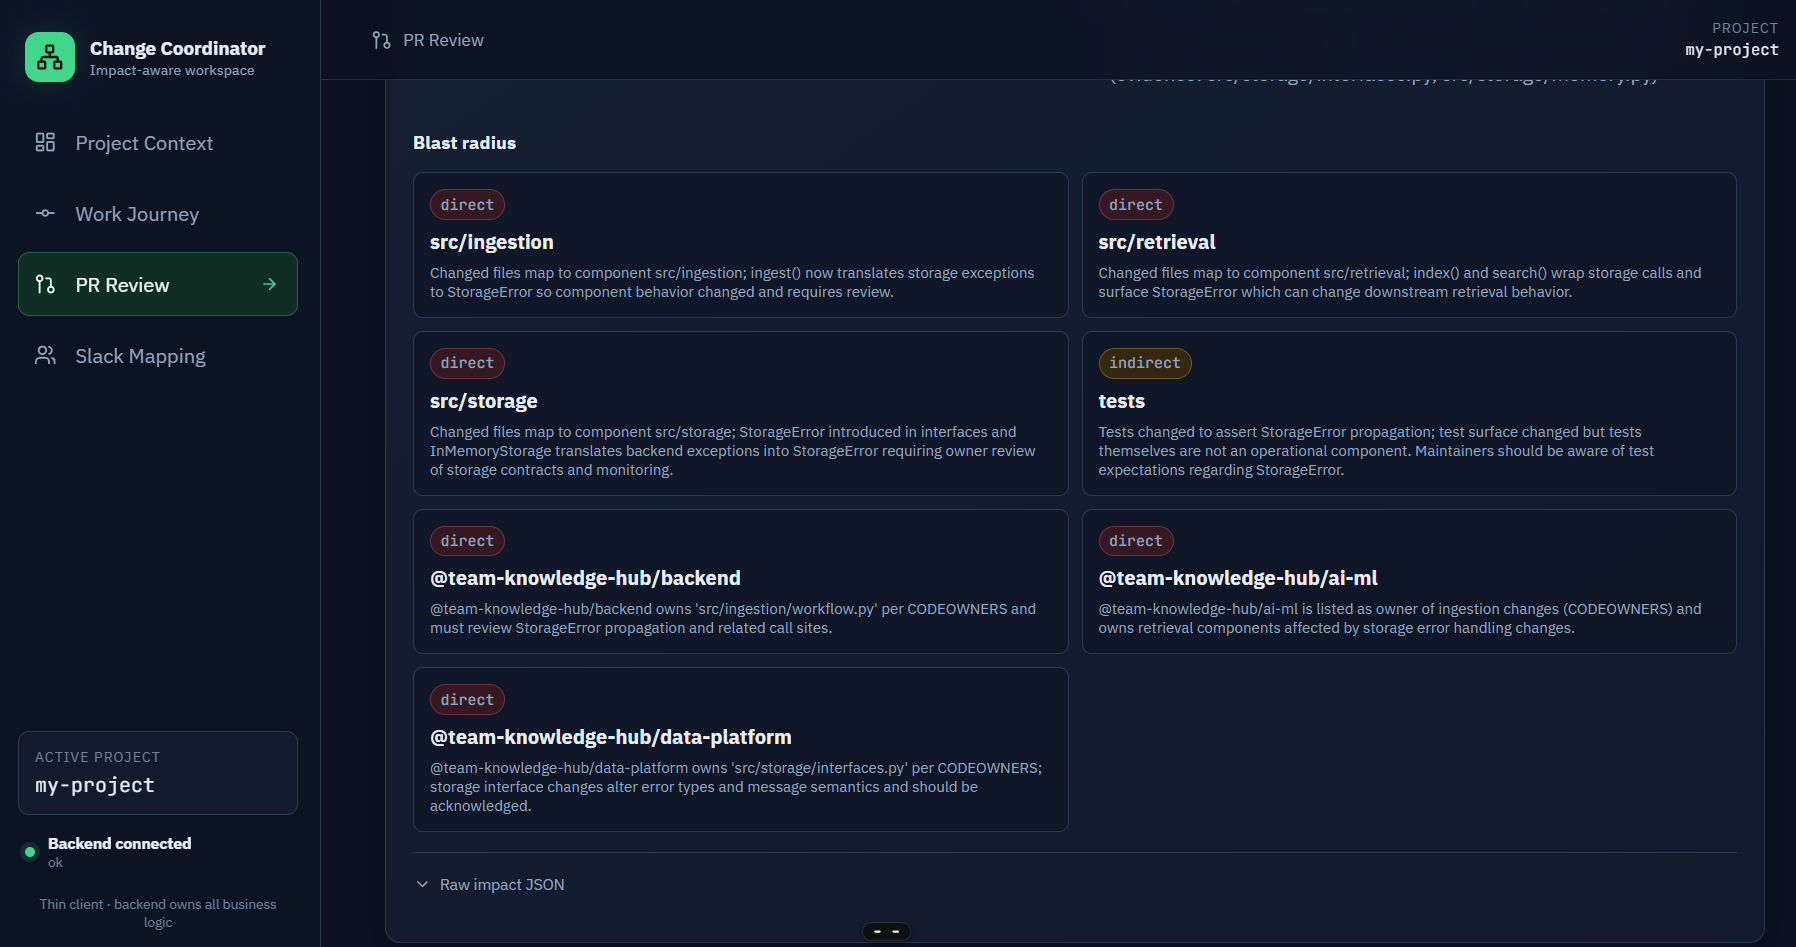 Change Coordinator
Impact-aware workspace
Project Context
Work Journey
PR Review
Slack Mapping
ACTIVE PROJECT
my-project
Backend connected
ok
Thin client · backend owns all business
logic
PR Review
PROJECT
my-project
(evidence: src/storage/interfaces.py, src/storage/memory.py)
Blast radius
direct
src/ingestion
Changed files map to component src/ingestion; ingest() now translates storage exceptions
to StorageError so component behavior changed and requires review.
direct
src/retrieval
Changed files map to component src/retrieval; index() and search() wrap storage calls and
surface StorageError which can change downstream retrieval behavior.
direct
src/storage
Changed files map to component src/storage; StorageError introduced in interfaces and
InMemoryStorage translates backend exceptions into StorageError requiring owner review
of storage contracts and monitoring.
indirect
tests
Tests changed to assert StorageError propagation; test surface changed but tests
themselves are not an operational component. Maintainers should be aware of test
expectations regarding StorageError.
direct
@team-knowledge-hub/backend
@team-knowledge-hub/backend owns 'src/ingestion/workflow.py' per CODEOWNERS and
must review StorageError propagation and related call sites.
direct
@team-knowledge-hub/ai-ml
@team-knowledge-hub/ai-ml is listed as owner of ingestion changes (CODEOWNERS) and
owns retrieval components affected by storage error handling changes.
direct
@team-knowledge-hub/data-platform
@team-knowledge-hub/data-platform owns 'src/storage/interfaces.py' per CODEOWNERS;
storage interface changes alter error types and message semantics and should be
acknowledged.
Raw impact JSON